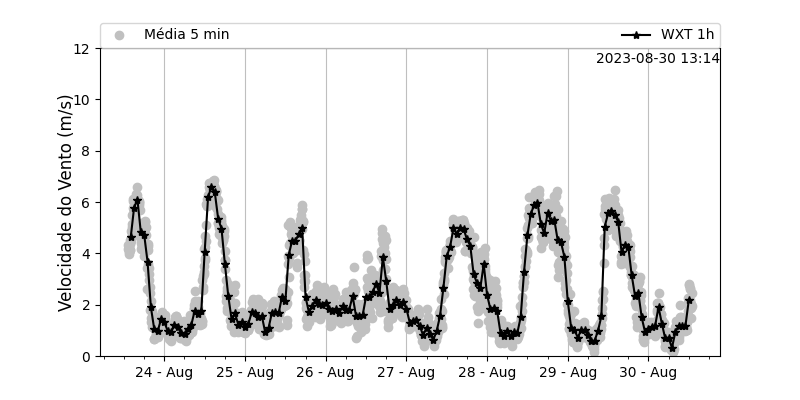 Média 5 min
WXT 1h
2023-08-30 13:14
Velocidade do Vento (m/s)
12
10
8
6
4
2
0
24 - Aug
25 - Aug
26 - Aug
27 - Aug
28 - Aug
29 - Aug
30 - Aug